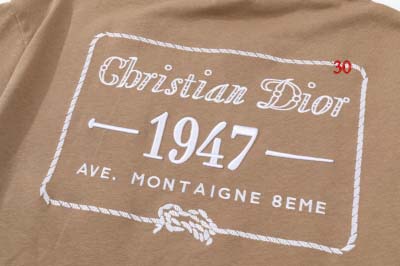 30
Christian Dior
1947
AVE. MONTAIGNE 8EME